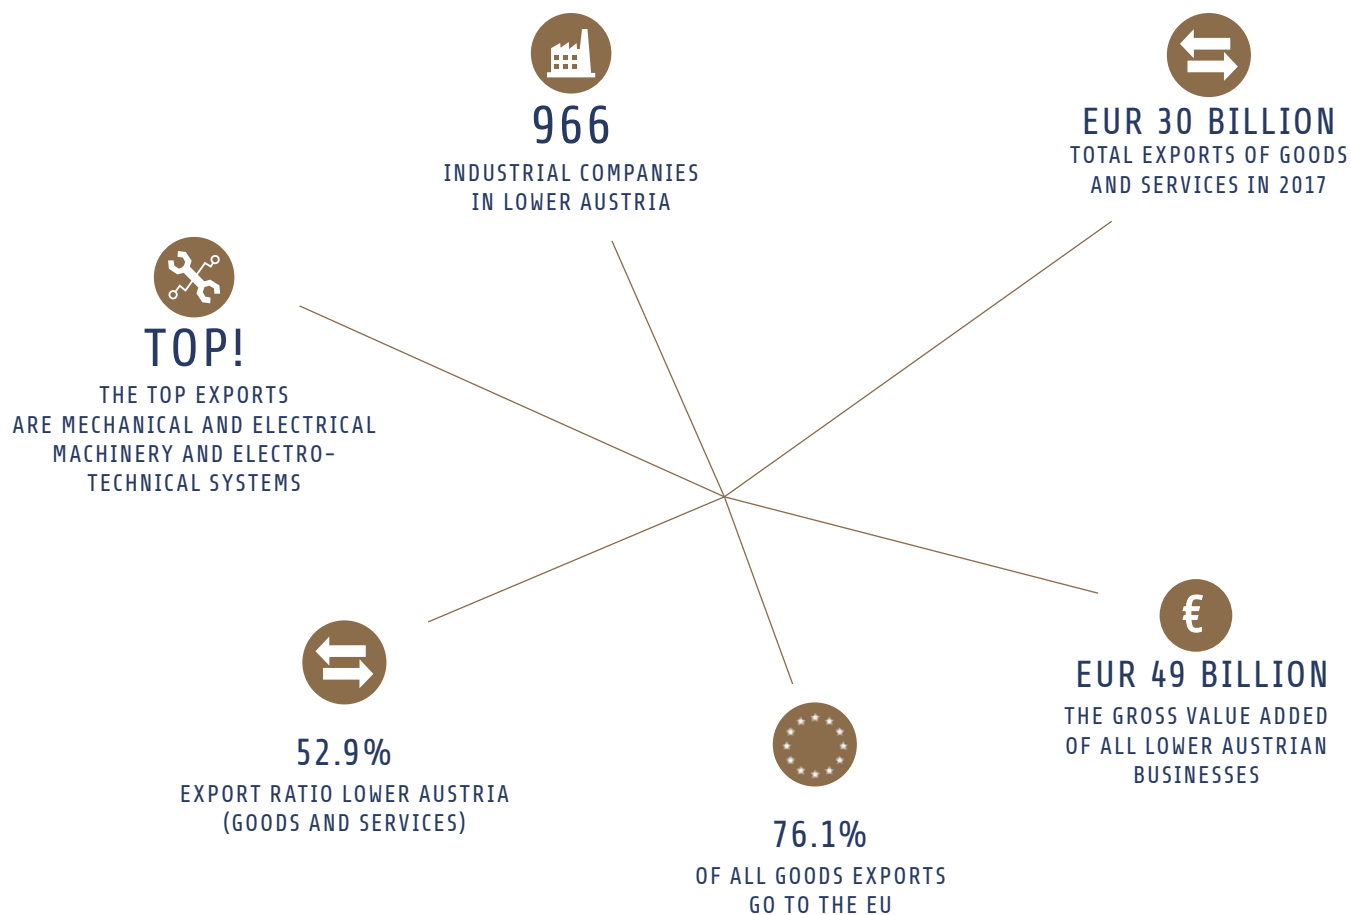 966
INDUSTRIAL COMPANIES
IN LOWER AUSTRIA
EUR 30 BILLION
TOTAL EXPORTS OF GOODS
AND SERVICES IN 2017
TOP!
THE TOP EXPORTS
ARE MECHANICAL AND ELECTRICAL
MACHINERY AND ELECTRO-
TECHNICAL SYSTEMS
€
EUR 49 BILLION
THE GROSS VALUE ADDED
OF ALL LOWER AUSTRIAN
BUSINESSES
52.9%
EXPORT RATIO LOWER AUSTRIA
(GOODS AND SERVICES)
76.1%
OF ALL GOODS EXPORTS
GO TO THE EU